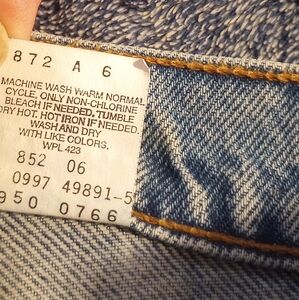 872 A 6
MACHINE WASH WARM NORMAL
CYCLE. ONLY NON-CHLORINE
BLEACH IF NEEDED. TUMBLE
DRY HOT. HOT IRON IF NEEDED.
WASH AND DRY
WITH LIKE COLORS.
WPL 423
852 06
0997 49891-5
950 0766